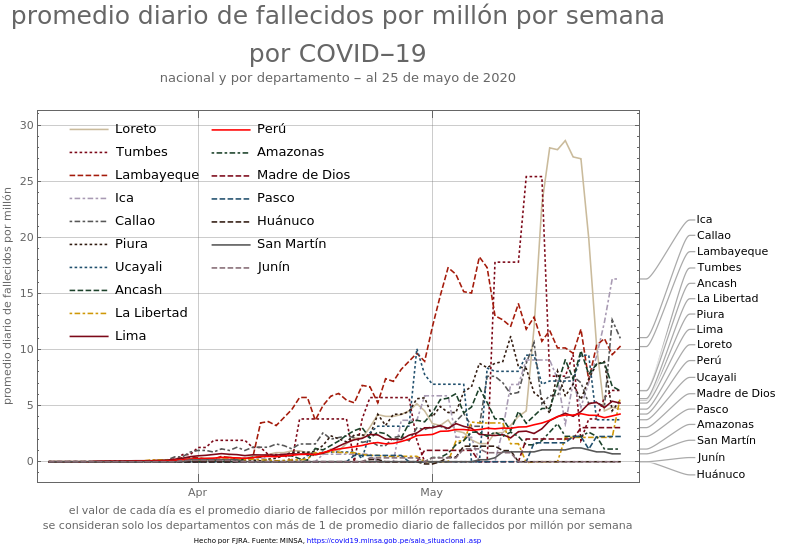 promedio diario de fallecidos por millón por semana
por COVID−19
nacional y por departamento − al 25 de mayo de 2020
promedio diario de fallecidos por millón
30
25
20
15
10
5
0
Loreto
Tumbes
Lambayeque
Ica
Callao
Piura
Ucayali
Ancash
La Libertad
Lima
Perú
Amazonas
Madre de Dios
Pasco
Huánuco
San Martín
Junín
Ica
Callao
Lambayeque
Tumbes
Ancash
La Libertad
Piura
Lima
Loreto
Perú
Ucayali
Madre de Dios
Pasco
Amazonas
San Martín
Junín
Huánuco
Apr
May
el valor de cada día es el promedio diario de fallecidos por millón reportados durante una semana
se consideran solo los departamentos con más de 1 de promedio diario de fallecidos por millón por semana
Hecho por FJRA. Fuente: MINSA, https://covid19.minsa.gob.pe/sala_situacional.asp